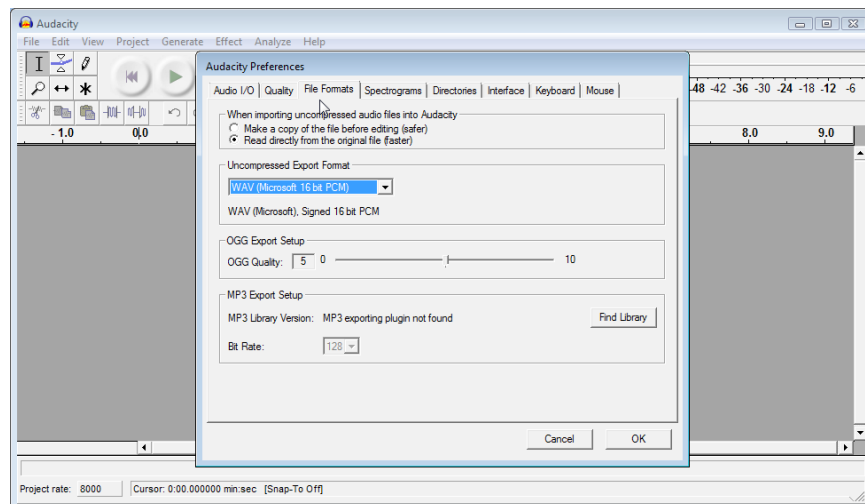 Audacity
File Edit View Project Generate Effect Analyze Help
Audacity Preferences
Audio I/O Quality File Formats Spectrograms Directories Interface Keyboard Mouse
-48 -42 -36 -30 -24 -18 -12 -6
When importing uncompressed audio files into Audacity
Make a copy of the file before editing (safer)
Read directly from the original file (faster)
- 1.0 0.0 8.0 9.0
Uncompressed Export Format
WAV (Microsoft 16 bit PCM)
WAV (Microsoft), Signed 16 bit PCM
OGG Export Setup
OGG Quality: 5 0 10
MP3 Export Setup
MP3 Library Version: MP3 exporting plugin not found Find Library
Bit Rate: 128
Cancel OK
Project rate: 8000 Cursor: 0:00.000000 min:sec [Snap-To Off]